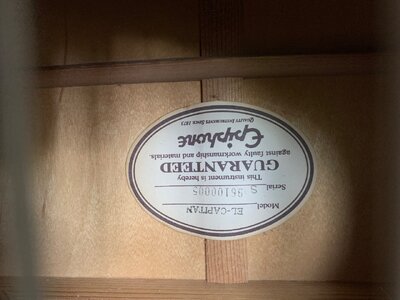 Model, EL-CAPITAN
Serial S 95100005
This instrument is hereby
GUARANTEED
against faulty workmanship and materials.
Epiphone
QUALITY INSTRUMENTS SINCE 1873